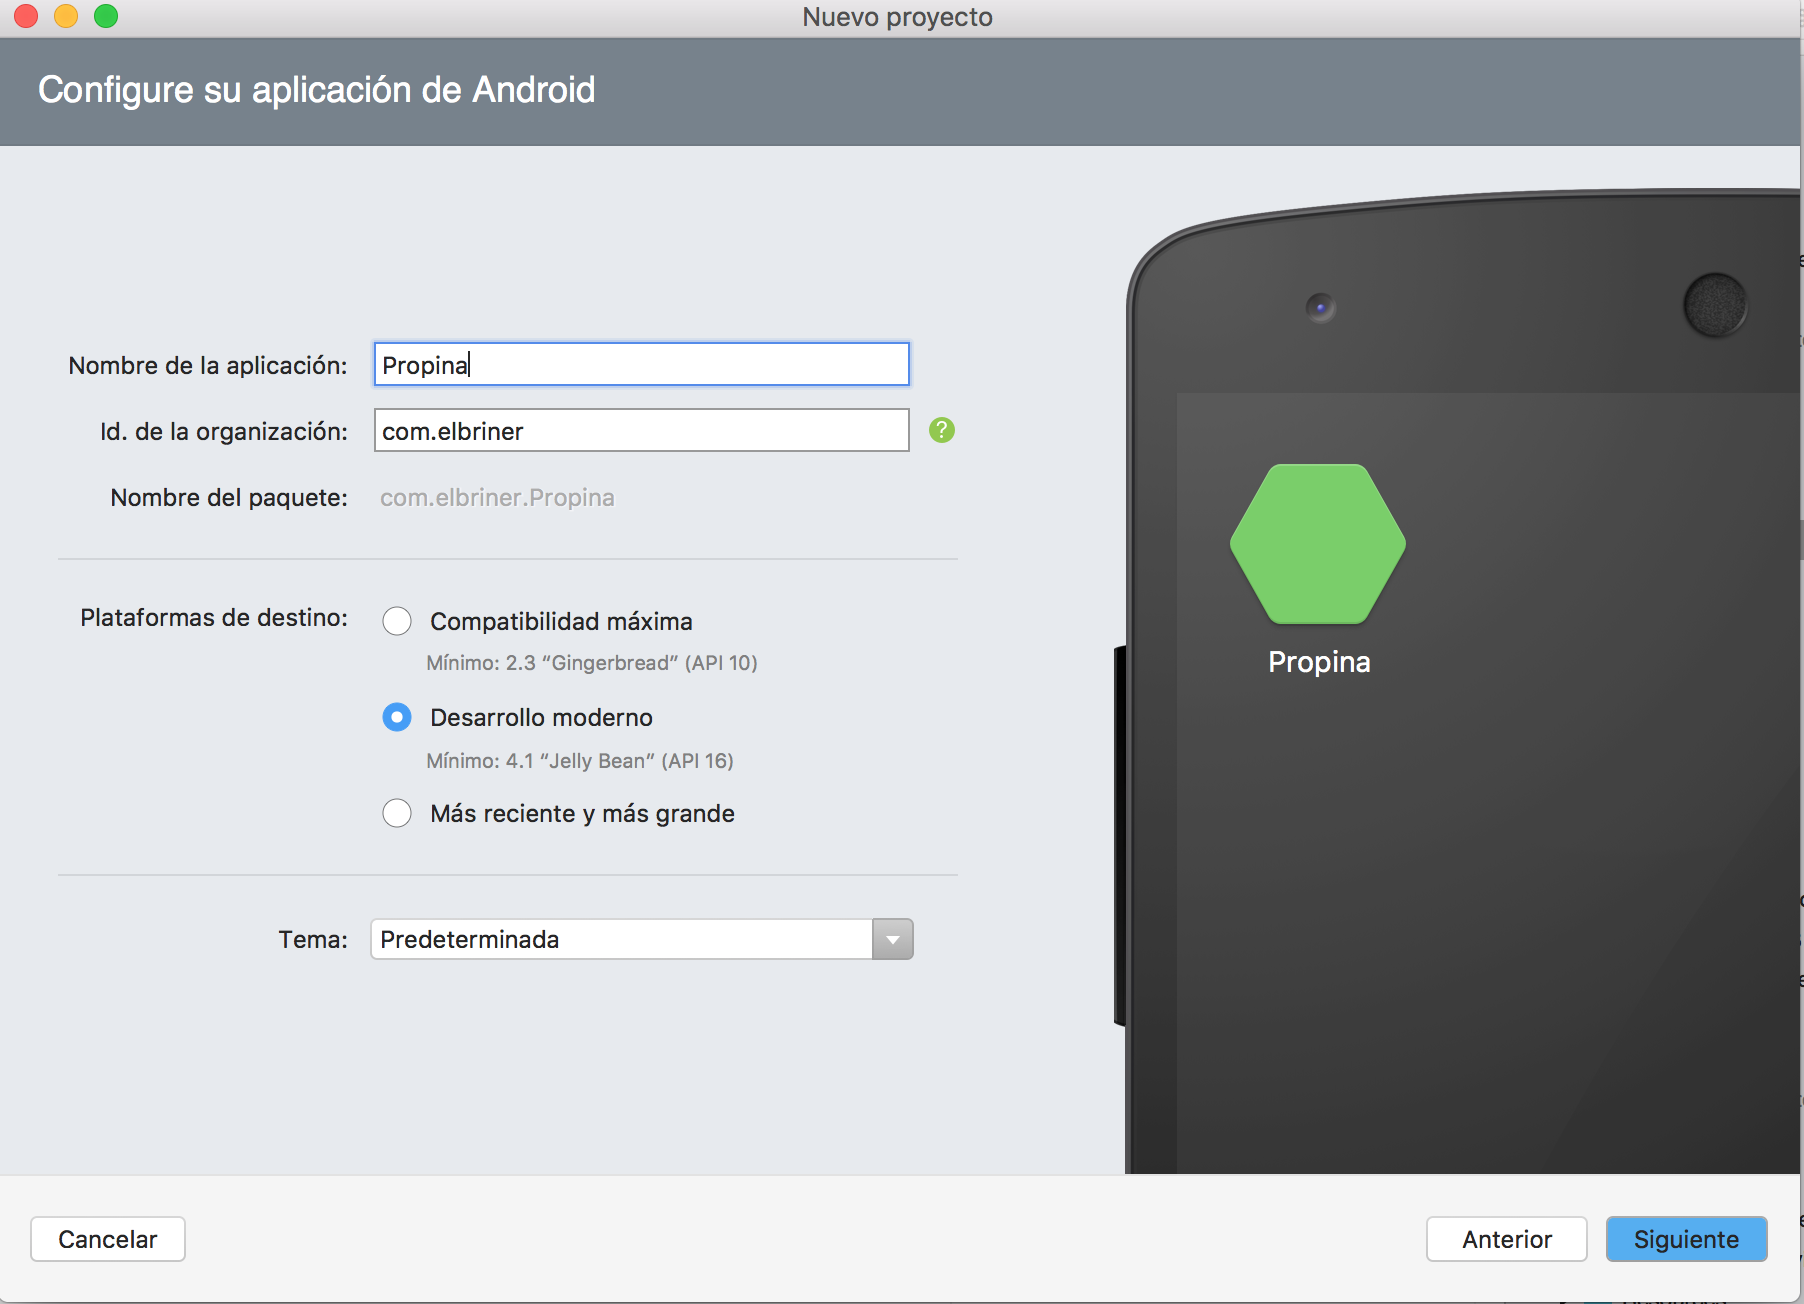 Nuevo proyecto
Configure su aplicación de Android
Nombre de la aplicación: Propina
Id. de la organización: com.elbriner ?
Nombre del paquete: com.elbriner.Propina
Plataformas de destino: Compatibilidad máxima
Mínimo: 2.3 “Gingerbread” (API 10)
Desarrollo moderno
Mínimo: 4.1 “Jelly Bean” (API 16)
Más reciente y más grande
Tema: Predeterminada
Propina
Cancelar
Anterior
Siguiente